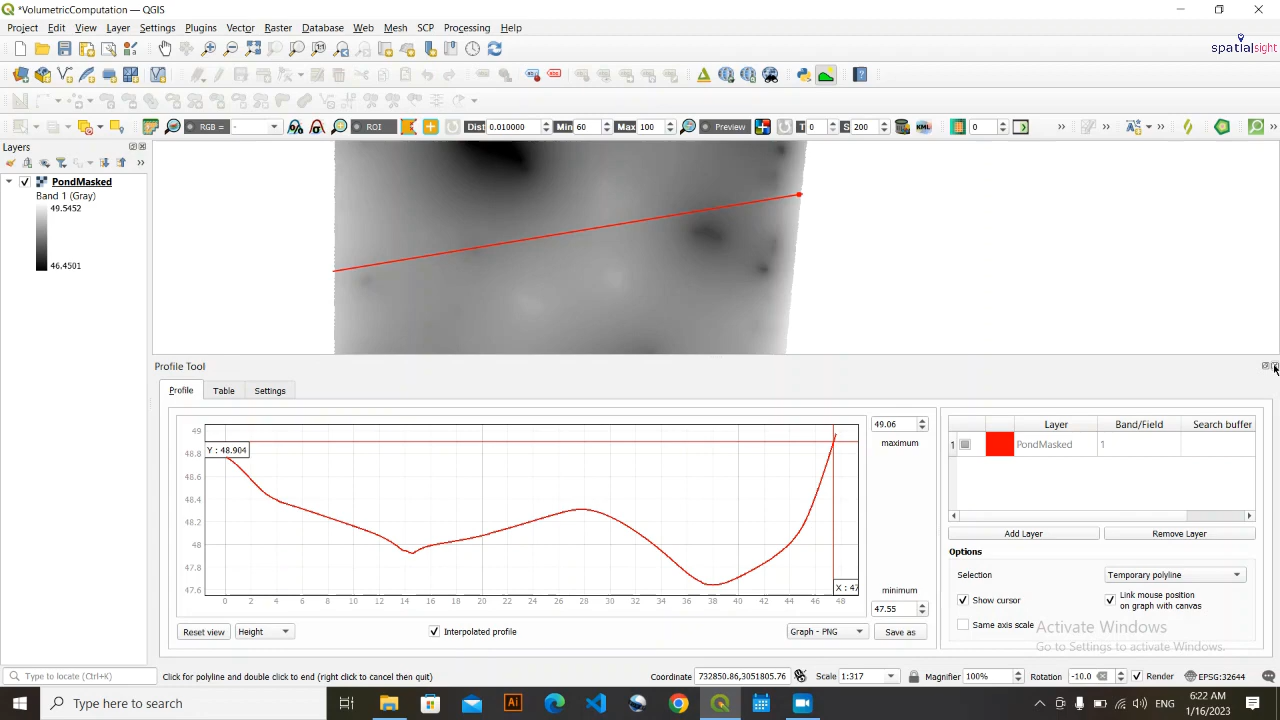 *VolumetricComputation — QGIS
Project Edit View Layer Settings Plugins Vector Raster Database Web Mesh SCP Processing Help
spatialsight
RGB = - ROI Dist 0.010000 Min 60 Max 100 Preview T 0 S 200 KML 0
Layers
PondMasked
Band 1 (Gray)
49.5452
46.4501
Profile Tool
Profile Table Settings
49
48.8
48.6
48.4
48.2
48
47.8
47.6
Y : 48.904
X : 47
0 2 4 6 8 10 12 14 16 18 20 22 24 26 28 30 32 34 36 38 40 42 44 46 48
49.06
maximum
minimum
47.55
Reset view Height Interpolated profile Graph - PNG Save as
Layer Band/Field Search buffer
1 PondMasked 1
Add Layer Remove Layer
Options
Selection Temporary polyline
Show cursor Link mouse position
on graph with canvas
Same axis scale
Activate Windows
Go to Settings to activate Windows.
Type to locate (Ctrl+K) Click for polyline and double click to end (right click to cancel then quit) Coordinate 732850.86,3051805.76 Scale 1:317 Magnifier 100% Rotation -10.0 Render EPSG:32644
Type here to search
Ai
6:22 AM
1/16/2023